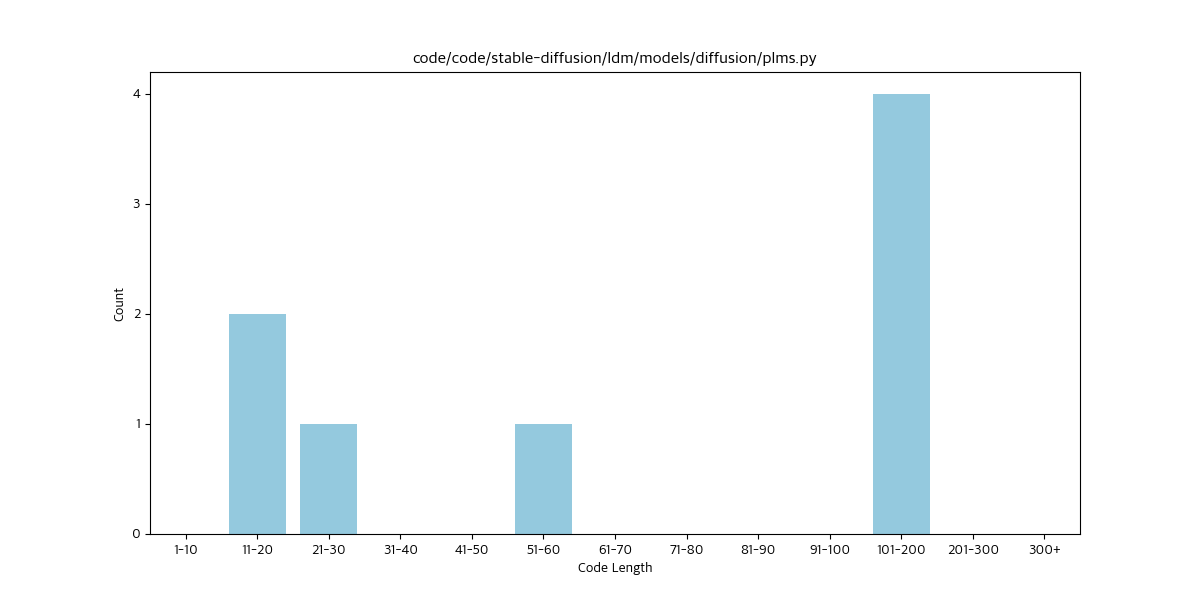 code/code/stable-diffusion/ldm/models/diffusion/plms.py
4
3
2
1
0
Count
1-10 11-20 21-30 31-40 41-50 51-60 61-70 71-80 81-90 91-100 101-200 201-300 300+
Code Length